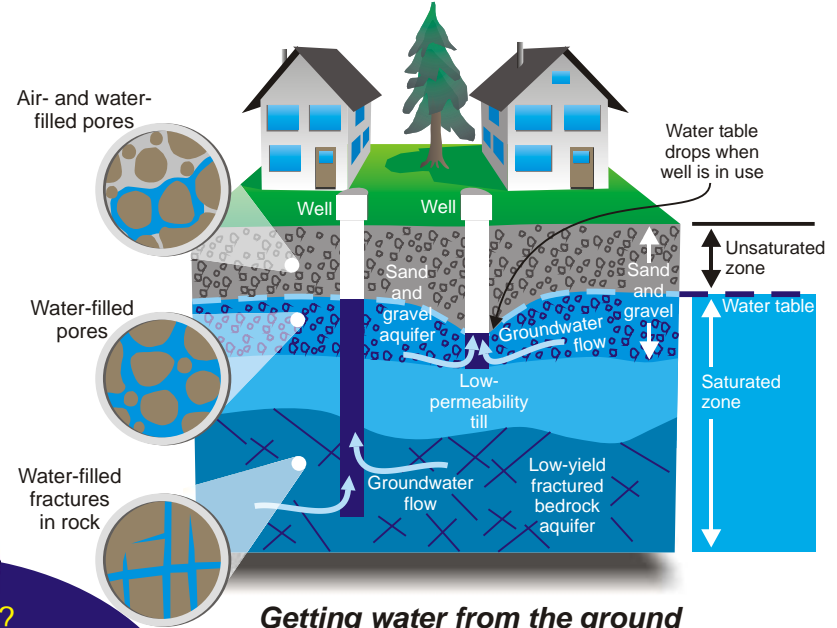 Air- and water-
filled pores
Water table
drops when
well is in use
Well
Well
Unsaturated
zone
Sand
and
gravel
aquifer
Sand
and
gravel
Water-filled
pores
Water table
Groundwater
flow
Low-
permeability
till
Saturated
zone
Water-filled
fractures
in rock
Groundwater
flow
Low-yield
fractured
bedrock
aquifer
?
Getting water from the ground